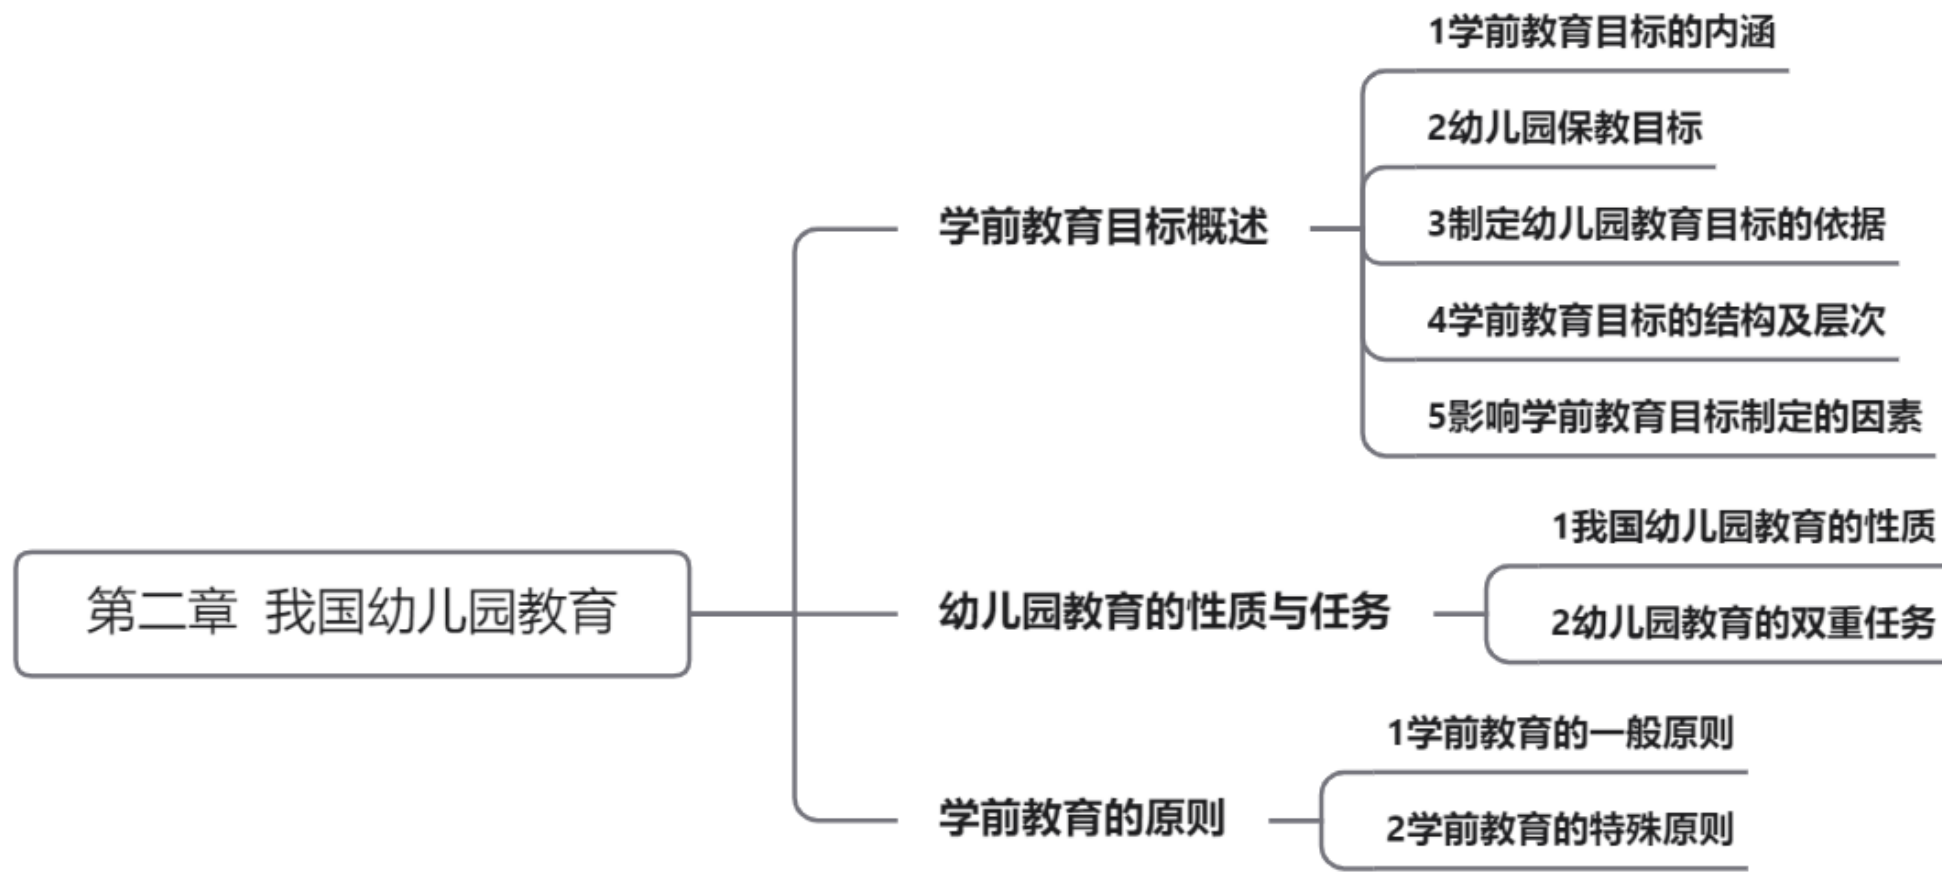 第二章 我国幼儿园教育
学前教育目标概述
1学前教育目标的内涵
2幼儿园保教目标
3制定幼儿园教育目标的依据
4学前教育目标的结构及层次
5影响学前教育目标制定的因素
幼儿园教育的性质与任务
1我国幼儿园教育的性质
2幼儿园教育的双重任务
学前教育的原则
1学前教育的一般原则
2学前教育的特殊原则